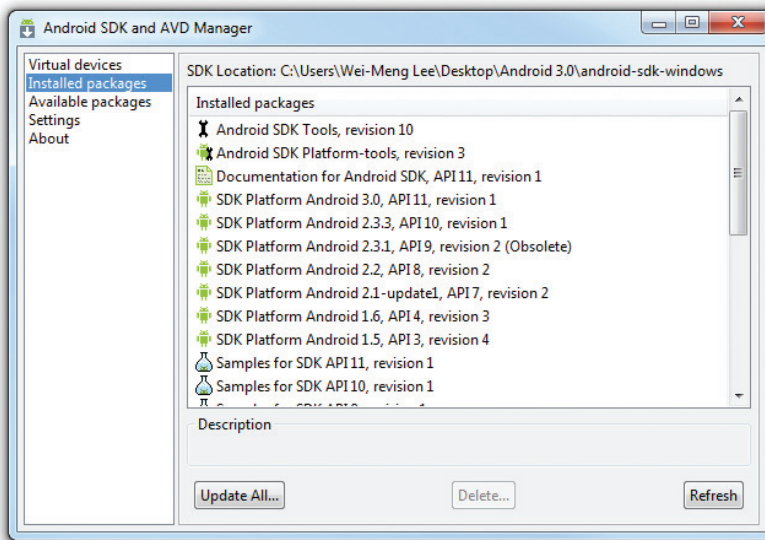 Android SDK and AVD Manager
Virtual devices
Installed packages
Available packages
Settings
About
SDK Location: C:\Users\Wei-Meng Lee\Desktop\Android 3.0\android-sdk-windows
Installed packages
Android SDK Tools, revision 10
Android SDK Platform-tools, revision 3
Documentation for Android SDK, API 11, revision 1
SDK Platform Android 3.0, API 11, revision 1
SDK Platform Android 2.3.3, API 10, revision 1
SDK Platform Android 2.3.1, API 9, revision 2 (Obsolete)
SDK Platform Android 2.2, API 8, revision 2
SDK Platform Android 2.1-update1, API 7, revision 2
SDK Platform Android 1.6, API 4, revision 3
SDK Platform Android 1.5, API 3, revision 4
Samples for SDK API 11, revision 1
Samples for SDK API 10, revision 1
Description
Update All...
Delete...
Refresh